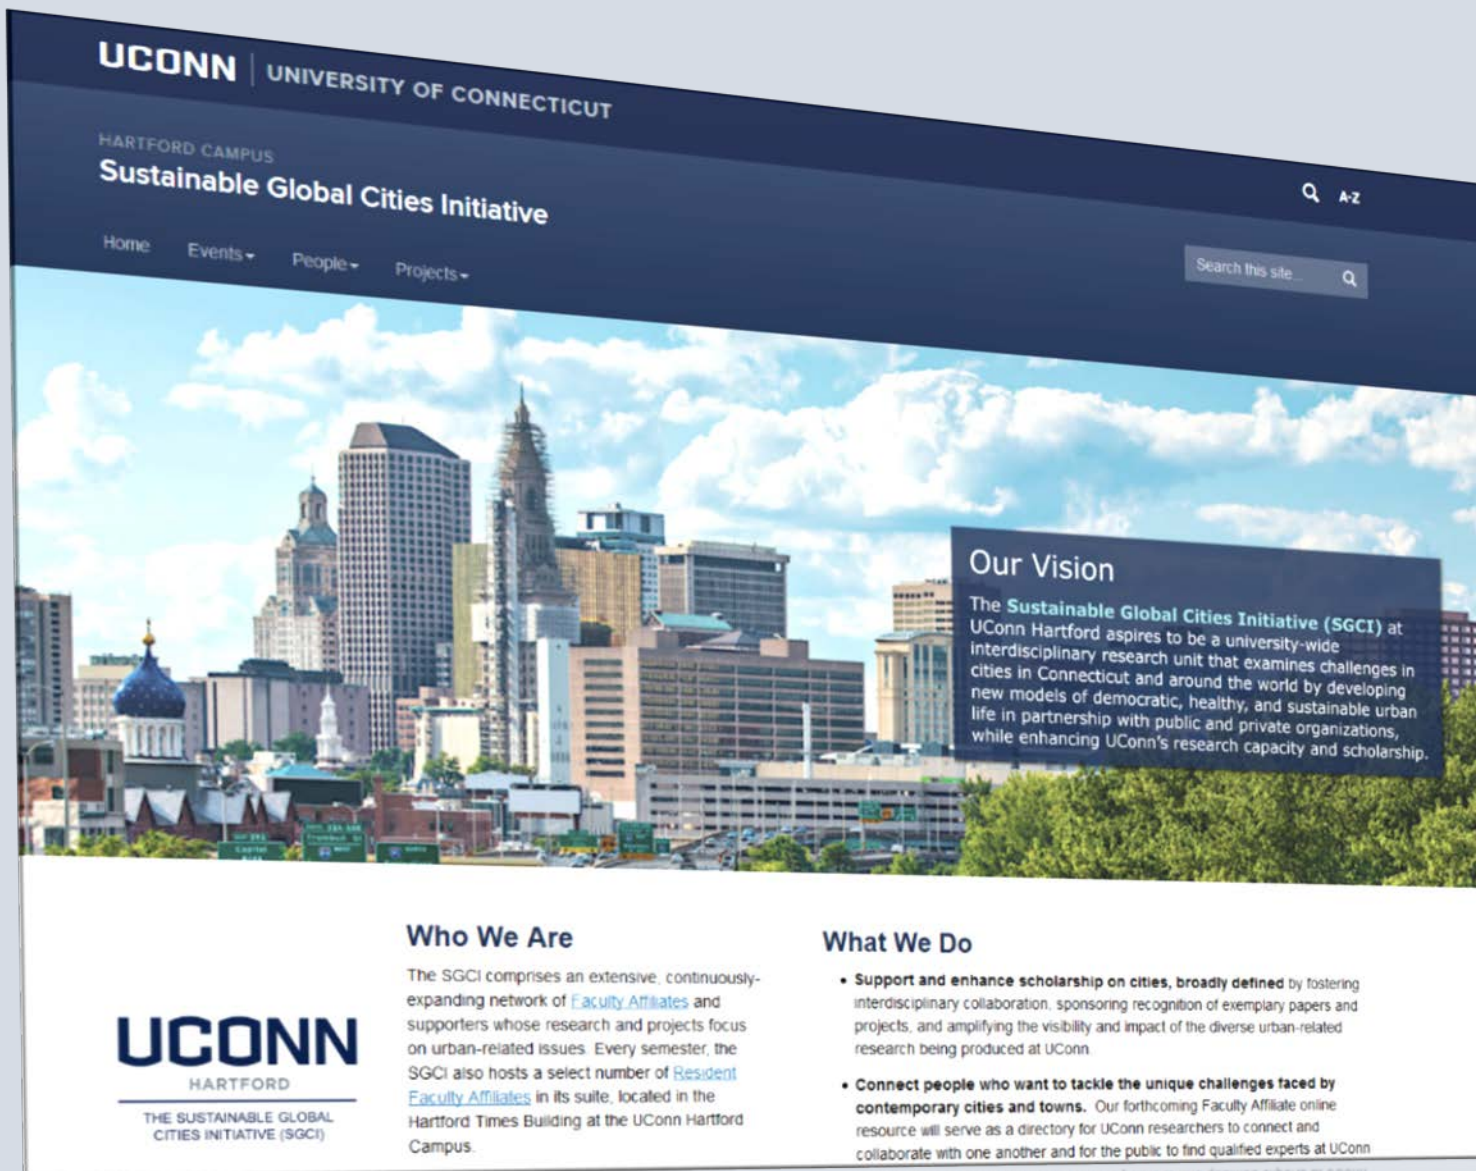 UCONN | UNIVERSITY OF CONNECTICUT
HARTFORD CAMPUS
Sustainable Global Cities Initiative
A-Z
Home Events People Projects
Search this site...
Our Vision
The Sustainable Global Cities Initiative (SGCI) at
UConn Hartford aspires to be a university-wide
interdisciplinary research unit that examines challenges in
cities in Connecticut and around the world by developing
new models of democratic, healthy, and sustainable urban
life in partnership with public and private organizations,
while enhancing UConn's research capacity and scholarship.
UCONN
HARTFORD
THE SUSTAINABLE GLOBAL
CITIES INITIATIVE (SGCI)
Who We Are
The SGCI comprises an extensive, continuously-
expanding network of Faculty Affiliates and
supporters whose research and projects focus
on urban-related issues. Every semester, the
SGCI also hosts a select number of Resident
Faculty Affiliates in its suite, located in the
Hartford Times Building at the UConn Hartford
Campus.
What We Do
• Support and enhance scholarship on cities, broadly defined by fostering
interdisciplinary collaboration, sponsoring recognition of exemplary papers and
projects, and amplifying the visibility and impact of the diverse urban-related
research being produced at UConn.
• Connect people who want to tackle the unique challenges faced by
contemporary cities and towns. Our forthcoming Faculty Affiliate online
resource will serve as a directory for UConn researchers to connect and
collaborate with one another and for the public to find qualified experts at UConn